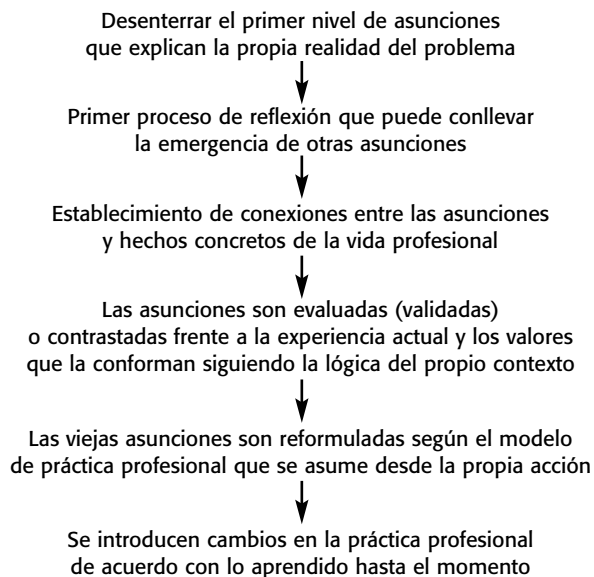 Desenterrar el primer nivel de asunciones
que explican la propia realidad del problema
Primer proceso de reflexión que puede conllevar
la emergencia de otras asunciones
Establecimiento de conexiones entre las asunciones
y hechos concretos de la vida profesional
Las asunciones son evaluadas (validadas)
o contrastadas frente a la experiencia actual y los valores
que la conforman siguiendo la lógica del propio contexto
Las viejas asunciones son reformuladas según el modelo
de práctica profesional que se asume desde la propia acción
Se introducen cambios en la práctica profesional
de acuerdo con lo aprendido hasta el momento